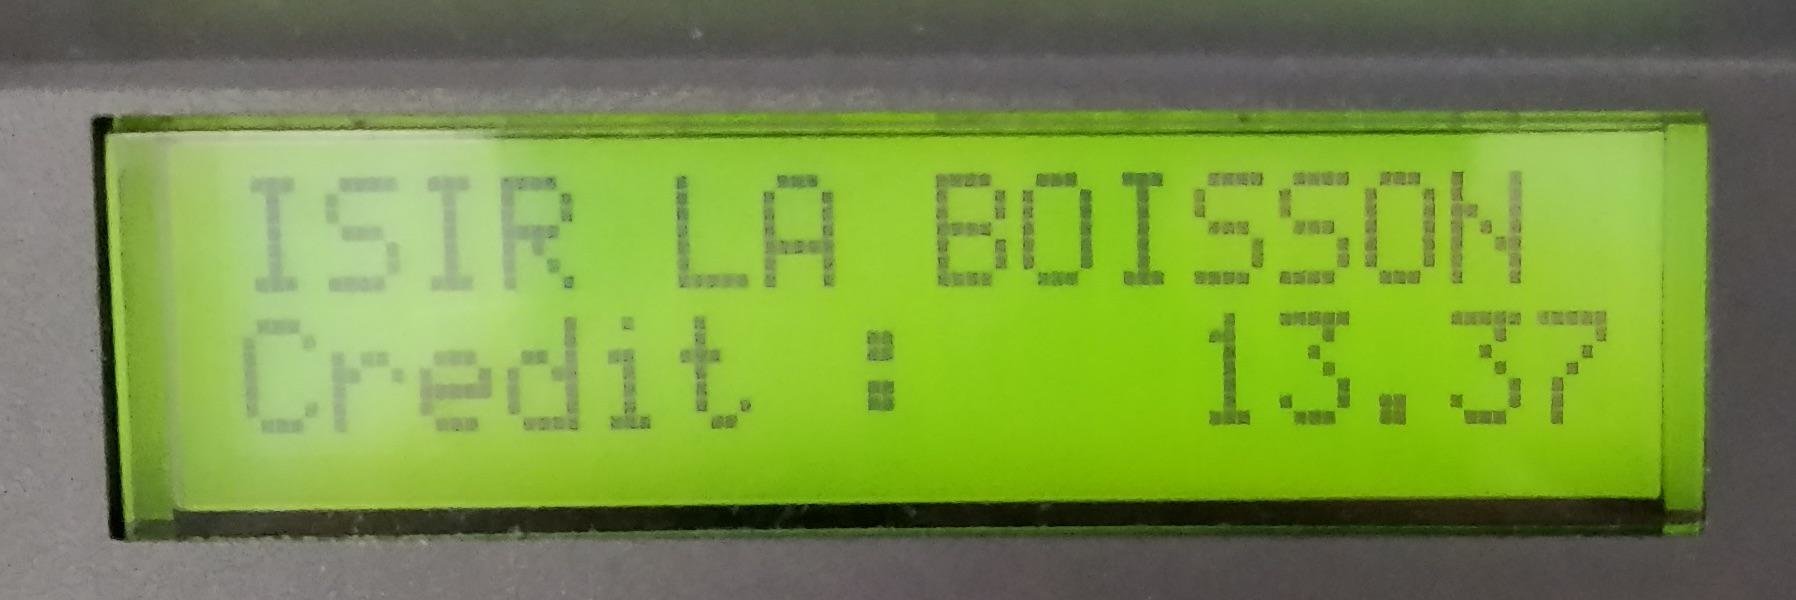 ISIR LA BOISSON
Credit :   13.37